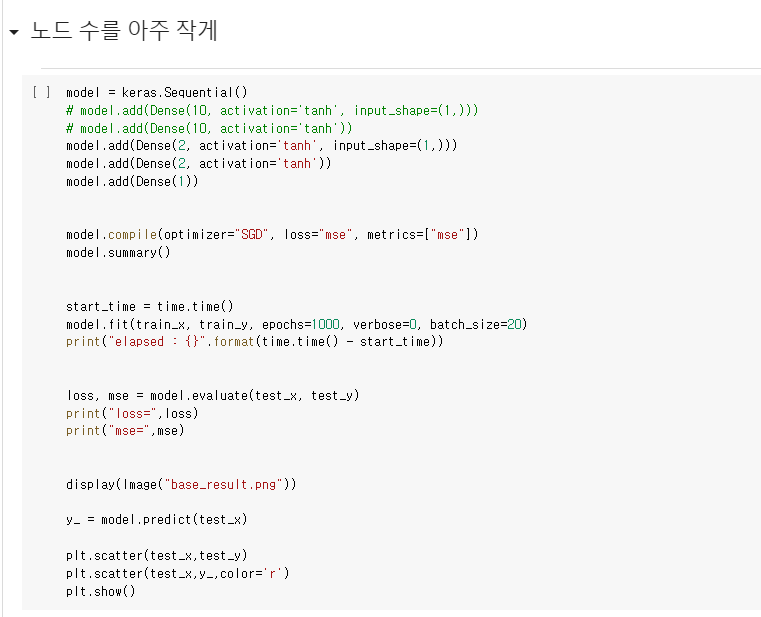 노드 수를 아주 작게
[ ] model = keras.Sequential()
# model.add(Dense(10, activation='tanh', input_shape=(1,)))
# model.add(Dense(10, activation='tanh'))
model.add(Dense(2, activation='tanh', input_shape=(1,)))
model.add(Dense(2, activation='tanh'))
model.add(Dense(1))
model.compile(optimizer="SGD", loss="mse", metrics=["mse"])
model.summary()
start_time = time.time()
model.fit(train_x, train_y, epochs=1000, verbose=0, batch_size=20)
print("elapsed : {}".format(time.time() - start_time))
loss, mse = model.evaluate(test_x, test_y)
print("loss=",loss)
print("mse=",mse)
display(Image("base_result.png"))
y_ = model.predict(test_x)
plt.scatter(test_x,test_y)
plt.scatter(test_x,y_,color='r')
plt.show()